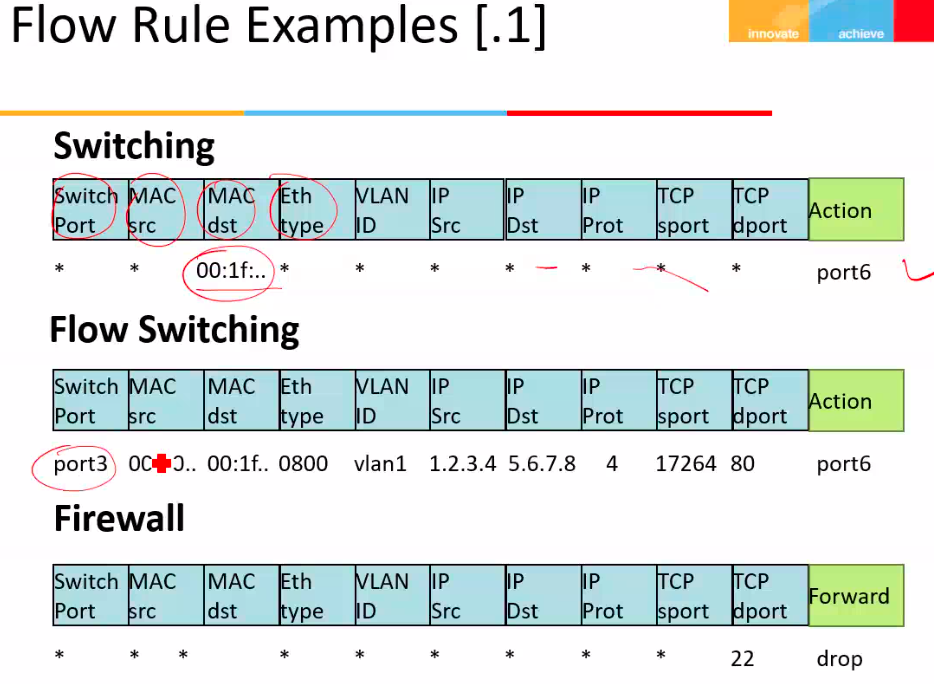 Flow Rule Examples [.1]
innovate achieve
Switching
Switch Port MAC src MAC dst Eth type VLAN ID IP Src IP Dst IP Prot TCP sport TCP dport Action
* * 00:1f:.. * * * * * * * port6
Flow Switching
Switch Port MAC src MAC dst Eth type VLAN ID IP Src IP Dst IP Prot TCP sport TCP dport Action
port3 00:1f.. 0800 vlan1 1.2.3.4 5.6.7.8 4 17264 80 port6
Firewall
Switch Port MAC src MAC dst Eth type VLAN ID IP Src IP Dst IP Prot TCP sport TCP dport Forward
* * * * * * * * * 22 drop